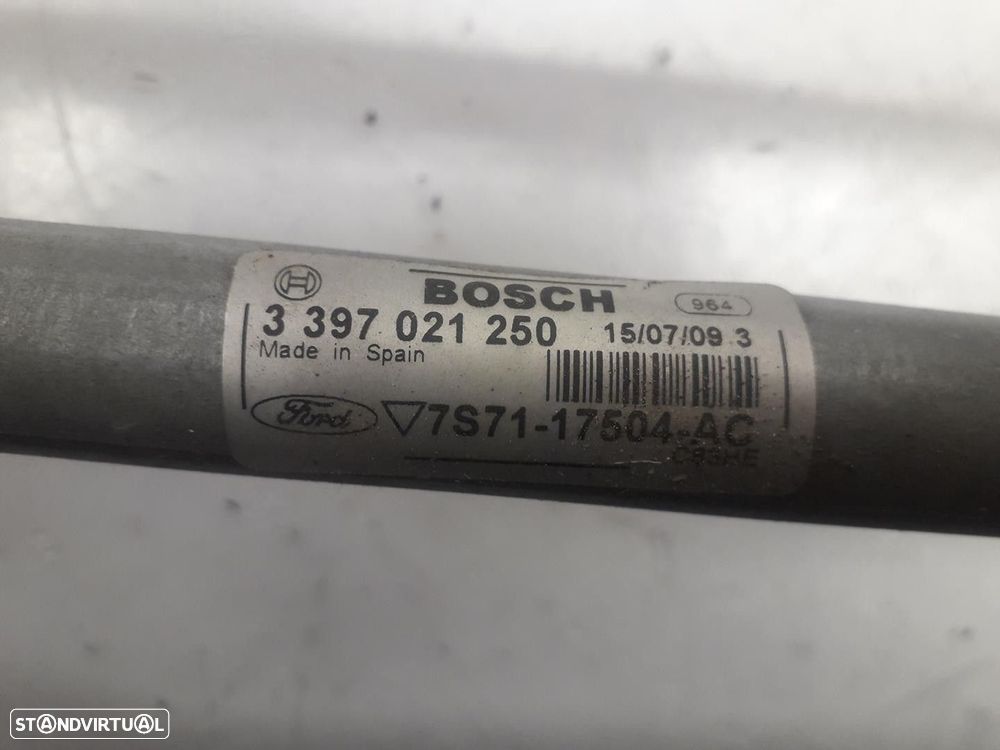 BOSCH 964
3 397 021 250 15/07/09 3
Made in Spain
Ford 7S71-17504-AC
STANDVIRTUAL